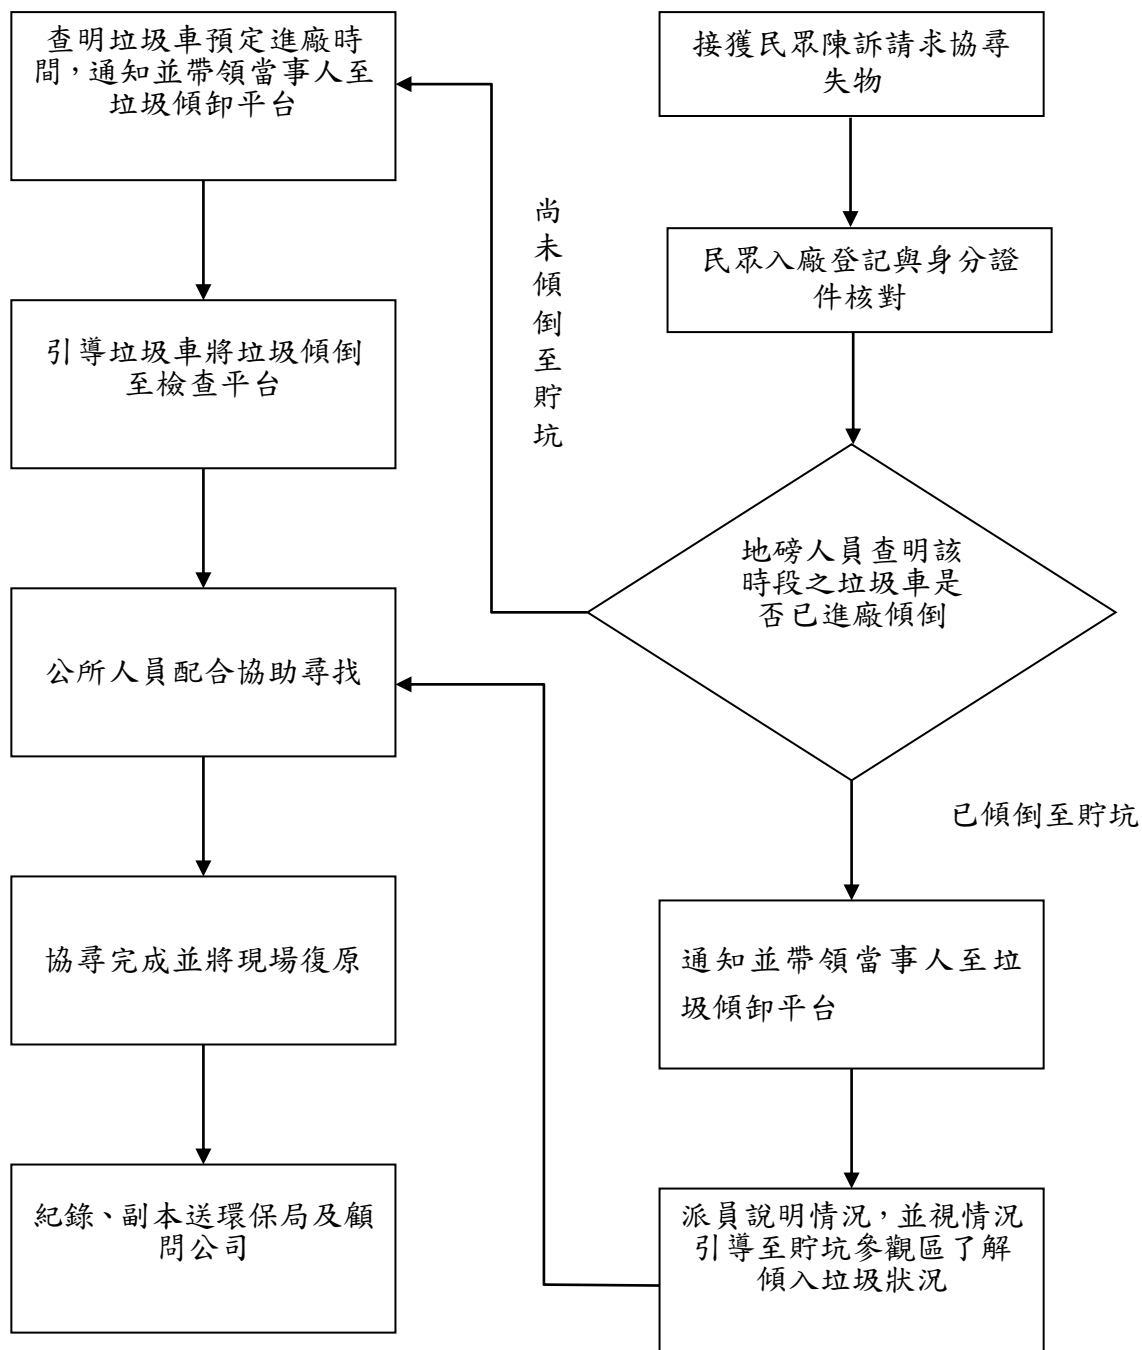 接獲民眾陳訴請求協尋
失物
民眾入廠登記與身分證
件核對
地磅人員查明該
時段之垃圾車是
否已進廠傾倒
尚未傾倒至貯坑
查明垃圾車預定進廠時
間，通知並帶領當事人至
垃圾傾卸平台
引導垃圾車將垃圾傾倒
至檢查平台
已傾倒至貯坑
通知並帶領當事人至垃
圾傾卸平台
派員說明情況，並視情況
引導至貯坑參觀區了解
傾入垃圾狀況
公所人員配合協助尋找
協尋完成並將現場復原
紀錄、副本送環保局及顧
問公司